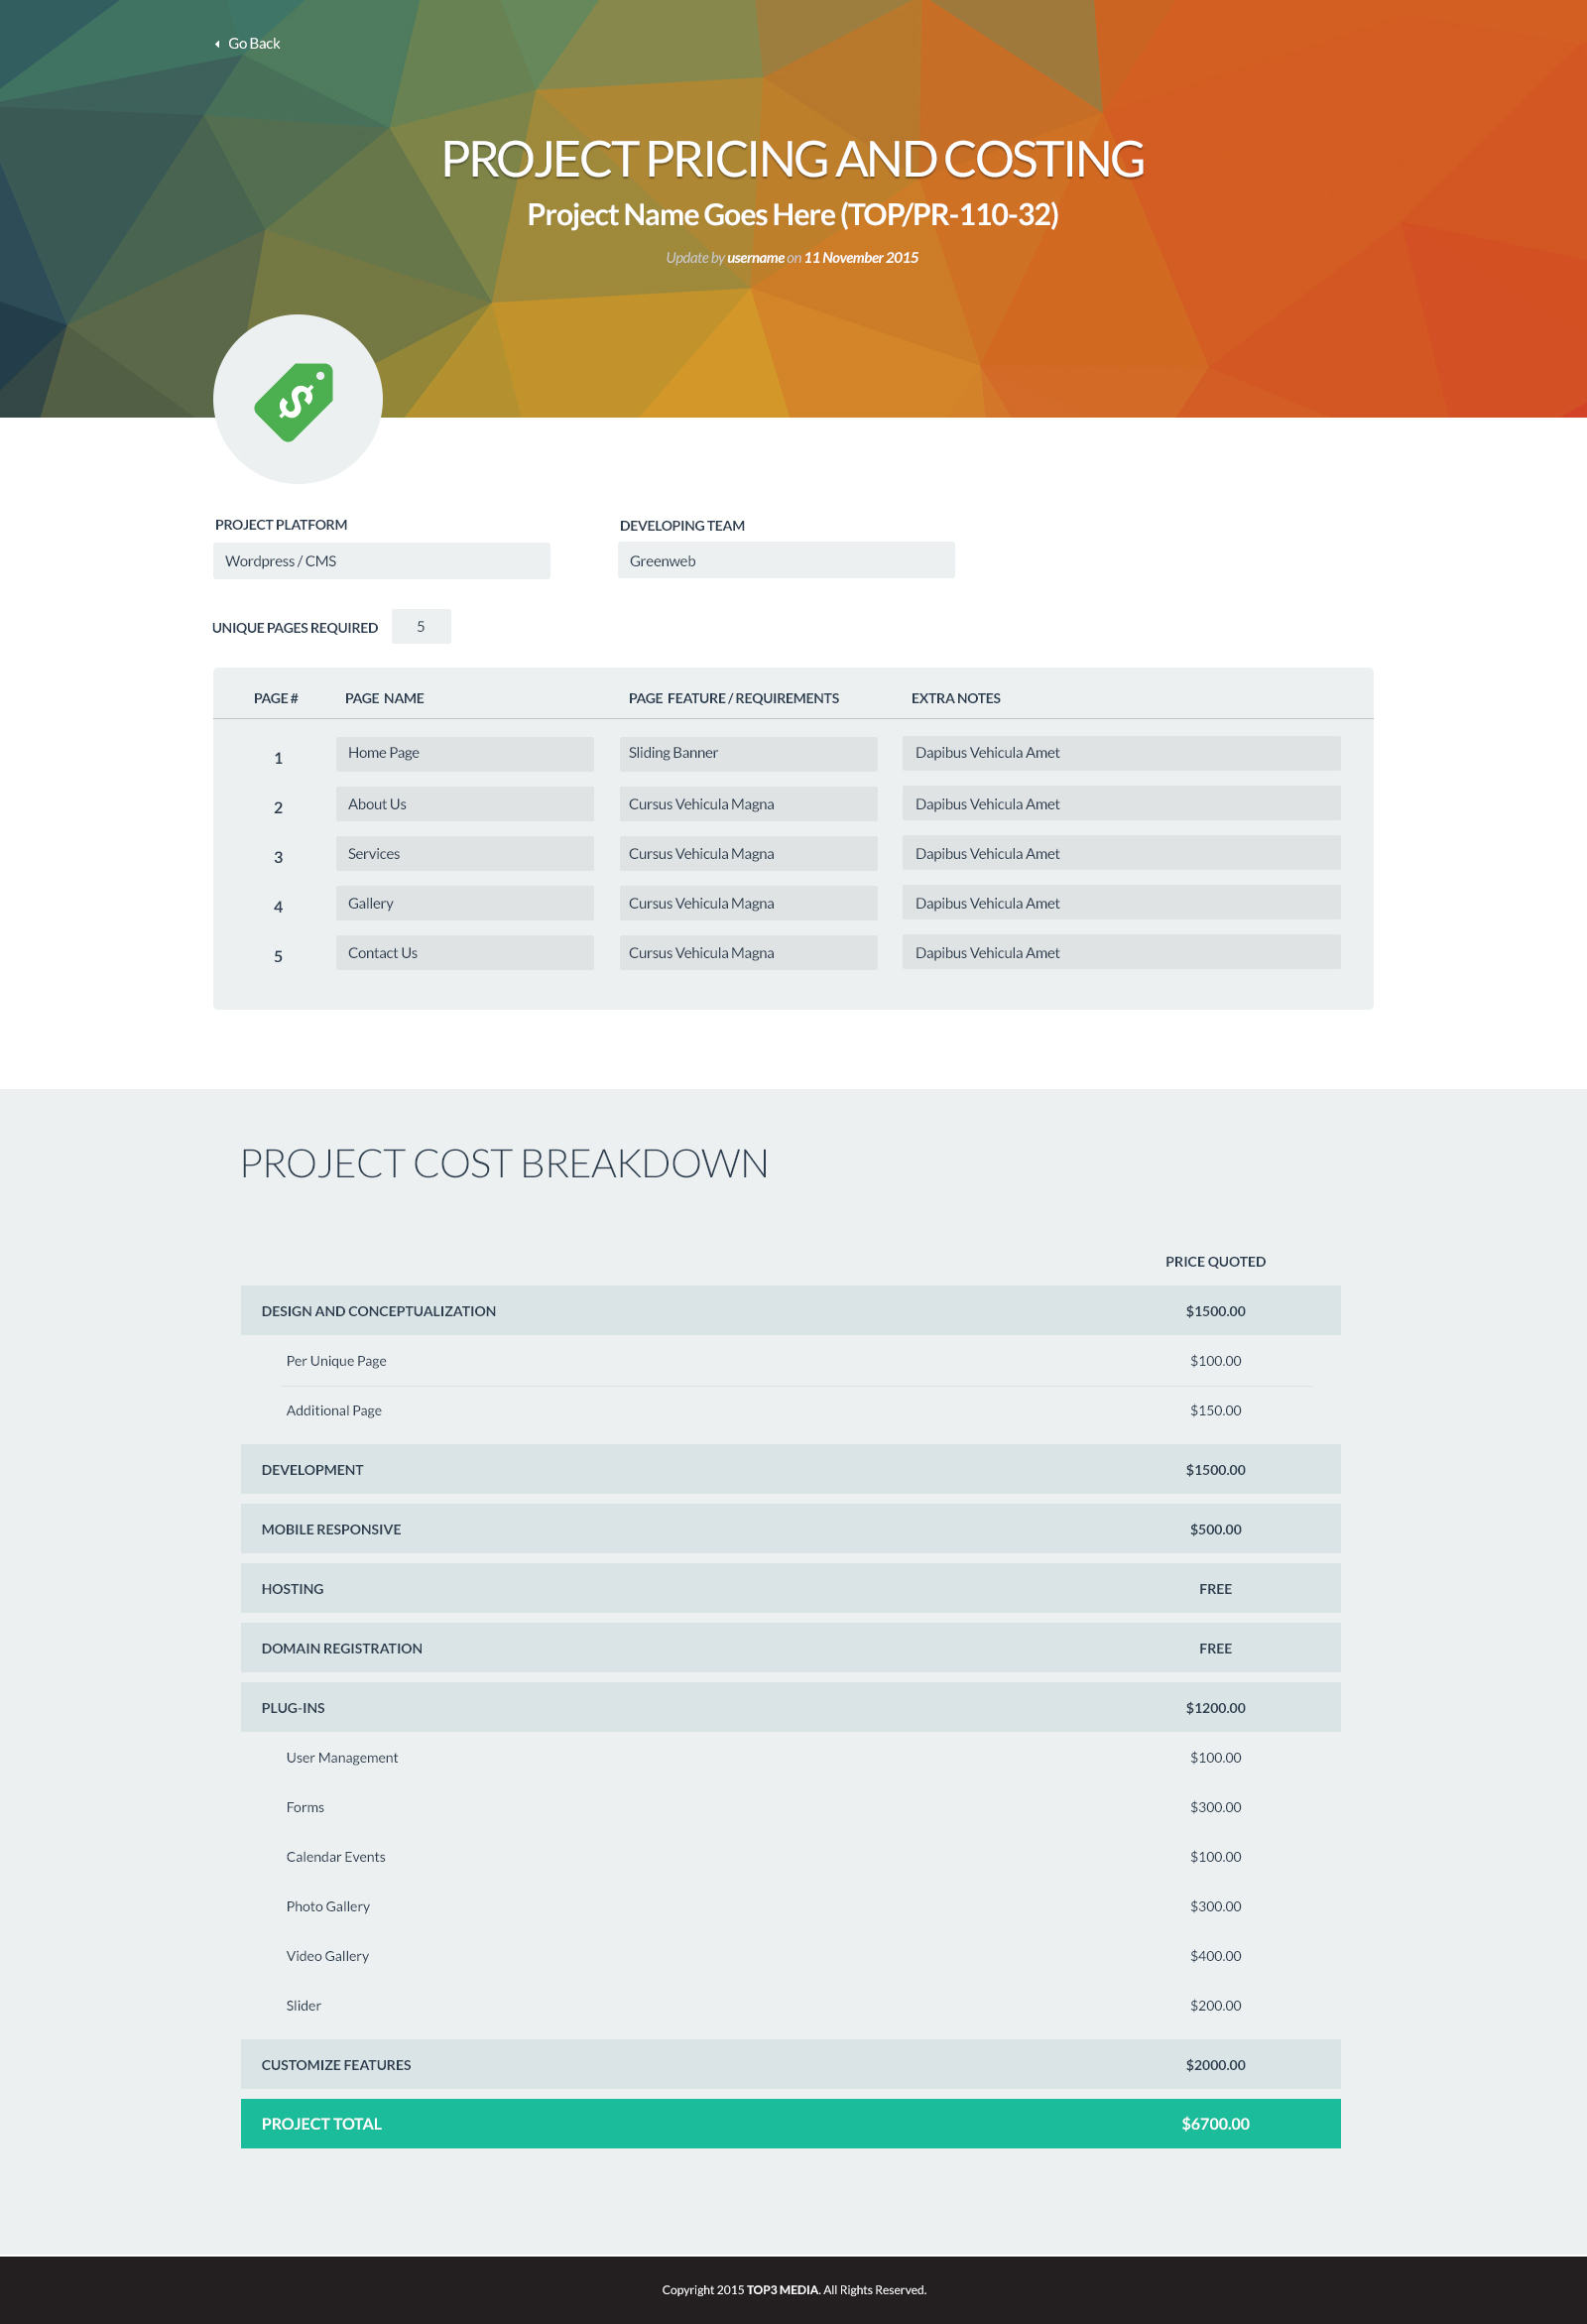 Go Back
PROJECT PRICING AND COSTING
Project Name Goes Here (TOP/PR-110-32)
Update by username on 11 November 2015
$
PROJECT PLATFORM DEVELOPING TEAM
Wordpress / CMS Greenweb
UNIQUE PAGES REQUIRED 5
PAGE # PAGE NAME PAGE FEATURE / REQUIREMENTS EXTRA NOTES
1 Home Page Sliding Banner Dapibus Vehicula Amet
2 About Us Cursus Vehicula Magna Dapibus Vehicula Amet
3 Services Cursus Vehicula Magna Dapibus Vehicula Amet
4 Gallery Cursus Vehicula Magna Dapibus Vehicula Amet
5 Contact Us Cursus Vehicula Magna Dapibus Vehicula Amet
PROJECT COST BREAKDOWN
PRICE QUOTED
DESIGN AND CONCEPTUALIZATION $1500.00
Per Unique Page $100.00
Additional Page $150.00
DEVELOPMENT $1500.00
MOBILE RESPONSIVE $500.00
HOSTING FREE
DOMAIN REGISTRATION FREE
PLUG-INS $1200.00
User Management $100.00
Forms $300.00
Calendar Events $100.00
Photo Gallery $300.00
Video Gallery $400.00
Slider $200.00
CUSTOMIZE FEATURES $2000.00
PROJECT TOTAL $6700.00
Copyright 2015 TOP3 MEDIA. All Rights Reserved.